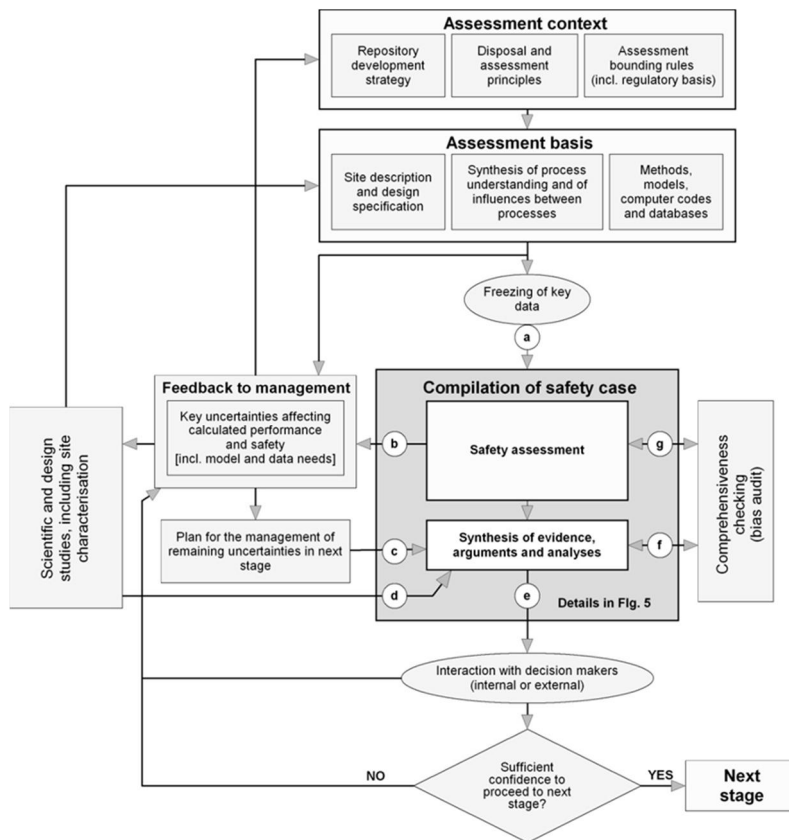 Assessment context
Repository
development
strategy
Disposal and
assessment
principles
Assessment
bounding rules
(incl. regulatory basis)
Assessment basis
Site description
and design
specification
Synthesis of process
understanding and of
influences between
processes
Methods,
models,
computer codes
and databases
Freezing of key
data
a
Feedback to management
Key uncertainties affecting
calculated performance
and safety
[incl. model and data needs]
Compilation of safety case
Safety assessment
b
g
Scientific and design
studies, including site
characterisation
Comprehensiveness
checking
(bias audit)
Plan for the management of
remaining uncertainties in next
stage
c
Synthesis of evidence,
arguments and analyses
f
d
e
Details in FIg. 5
Interaction with decision makers
(internal or external)
Sufficient
confidence to
proceed to next
stage?
NO
YES
Next
stage